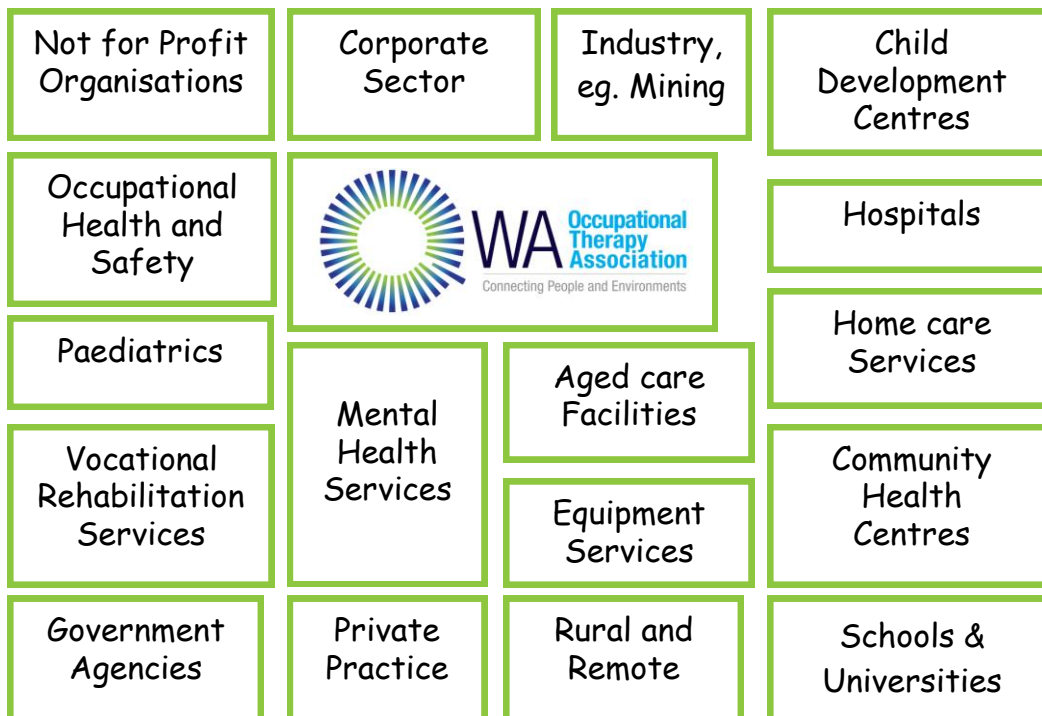 Not for Profit
Organisations
Corporate
Sector
Industry,
eg. Mining
Child
Development
Centres
Occupational
Health and
Safety
WA
Occupational
Therapy
Association
Connecting People and Environments
Hospitals
Paediatrics
Mental
Health
Services
Aged care
Facilities
Home care
Services
Vocational
Rehabilitation
Services
Equipment
Services
Community
Health
Centres
Government
Agencies
Private
Practice
Rural and
Remote
Schools &
Universities